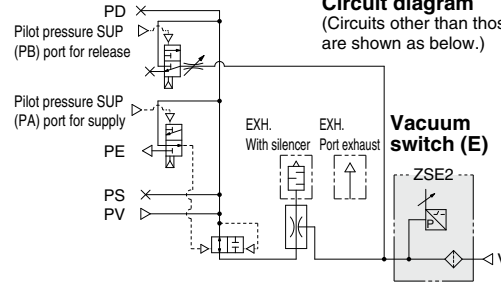 Circuit diagram
(Circuits other than thos
are shown as below.)
PD
Pilot pressure SUP
(PB) port for release
Pilot pressure SUP
(PA) port for supply
PE
PS
PV
EXH.
With silencer
EXH.
Port exhaust
Vacuum
switch (E)
ZSE2
P
V